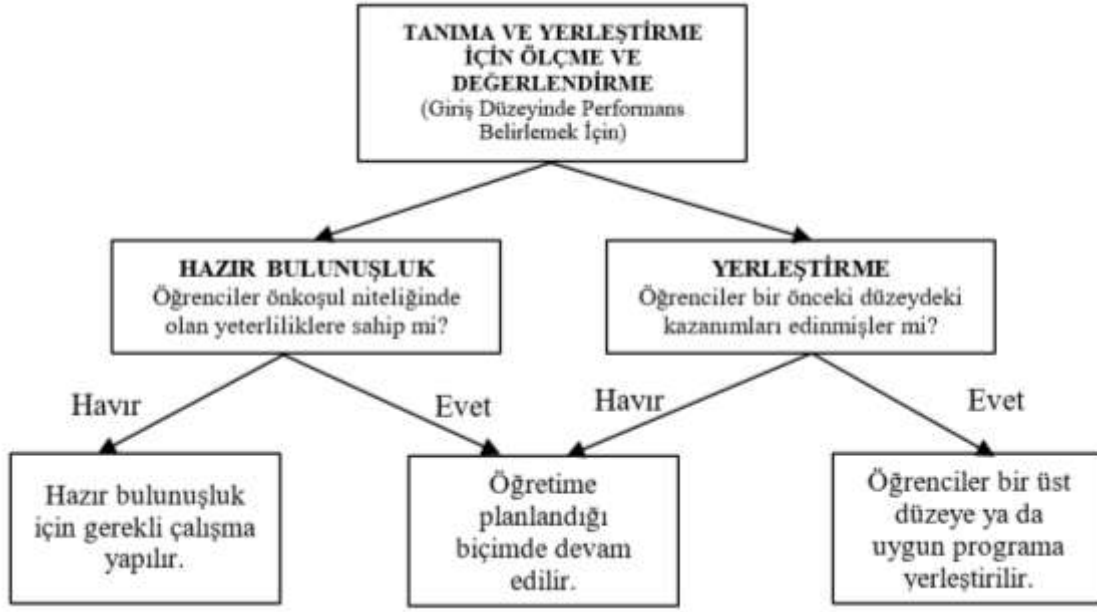 TANIMA VE YERLEŞTİRME
İÇİN ÖLÇME VE
DEĞERLENDİRME
(Giriş Düzeyinde Performans
Belirlemek İçin)
HAZIR BULUNUŞLUK
Öğrenciler önkoşul niteliğinde
olan yeterliliklere sahip mi?
YERLEŞTİRME
Öğrenciler bir önceki düzeydeki
kazanımları edinmişler mi?
Havır
Evet
Havır
Evet
Hazır bulunuşluk
için gerekli çalışma
yapılır.
Öğretime
planlandığı
biçimde devam
edilir.
Öğrenciler bir üst
düzeye ya da
uygun programa
yerleştirilir.